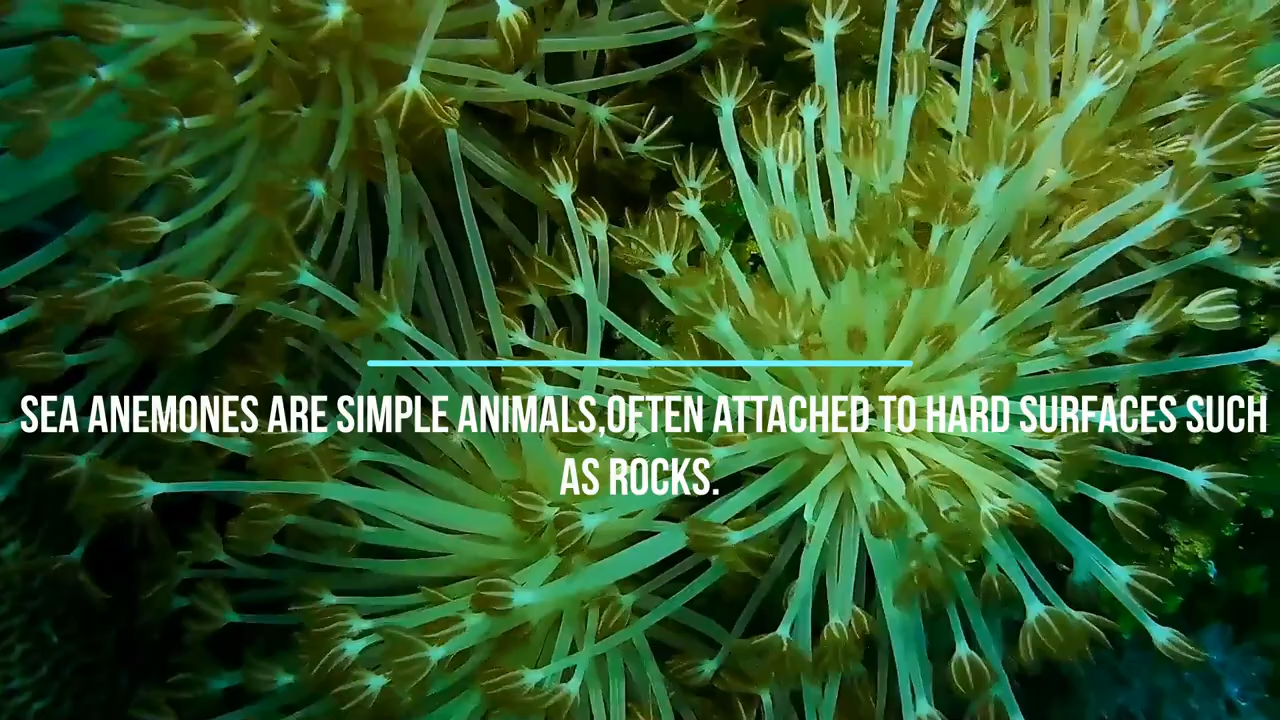 SEA ANEMONES ARE SIMPLE ANIMALS,OFTEN ATTACHED TO HARD SURFACES SUCH
AS ROCKS.